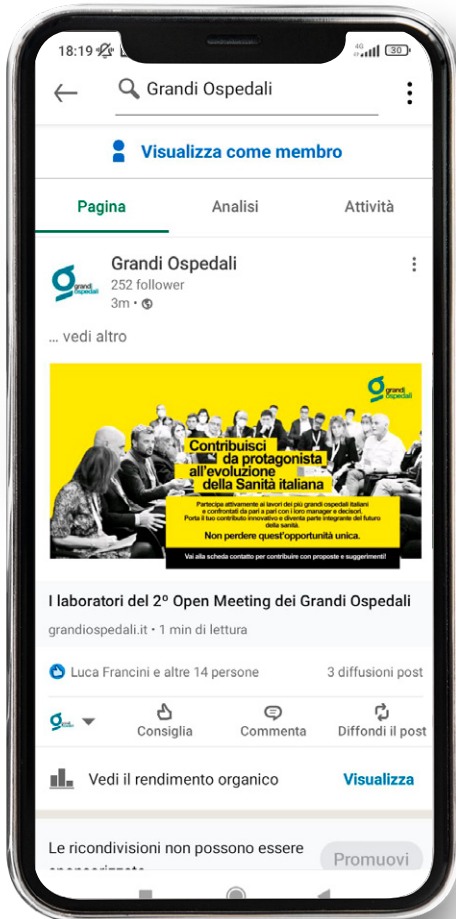 18:19
4G
30
Grandi Ospedali
Visualizza come membro
Pagina
Analisi
Attività
grandi
ospedali
Grandi Ospedali
252 follower
3m •
... vedi altro
grandi
ospedali
Contribuisci
da protagonista
all'evoluzione
della Sanità italiana
Partecipa attivamente ai lavori dei più grandi ospedali italiani
e confrontati da pari a pari con i loro manager e decisori.
Porta il tuo contributo innovativo e diventa parte integrante del futuro
della sanità.
Non perdere quest'opportunità unica.
Vai alla scheda contatto per contribuire con proposte e suggerimenti!
I laboratori del 2º Open Meeting dei Grandi Ospedali
grandiospedali.it • 1 min di lettura
Luca Francini e altre 14 persone
3 diffusioni post
Consiglia
Commenta
Diffondi il post
Vedi il rendimento organico
Visualizza
Le ricondivisioni non possono essere
Promuovi